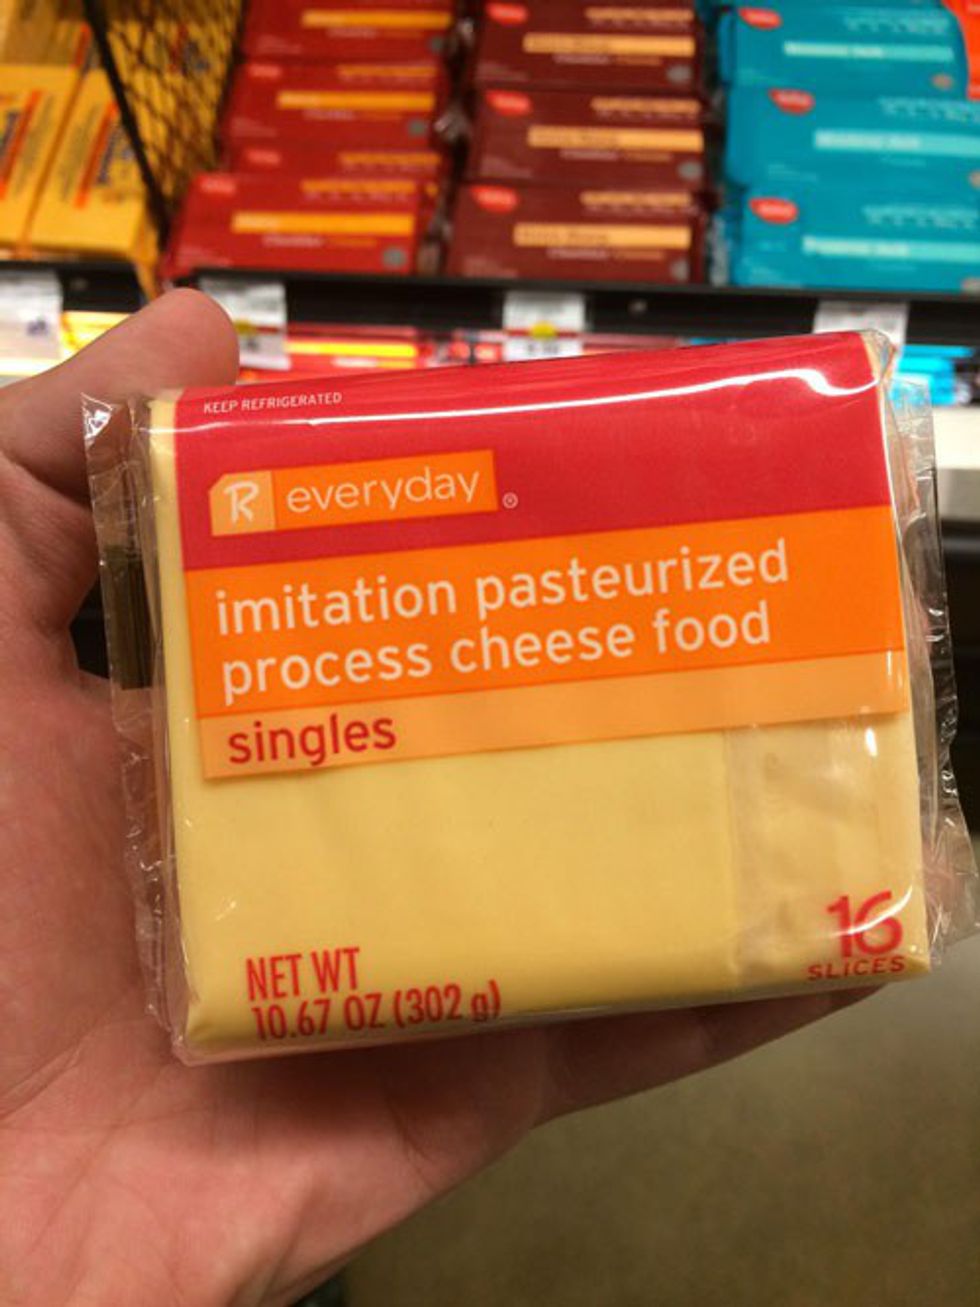 KEEP REFRIGERATED
R everyday ®
imitation pasteurized
process cheese food
singles
16
SLICES
NET WT
10.67 OZ (302 g)